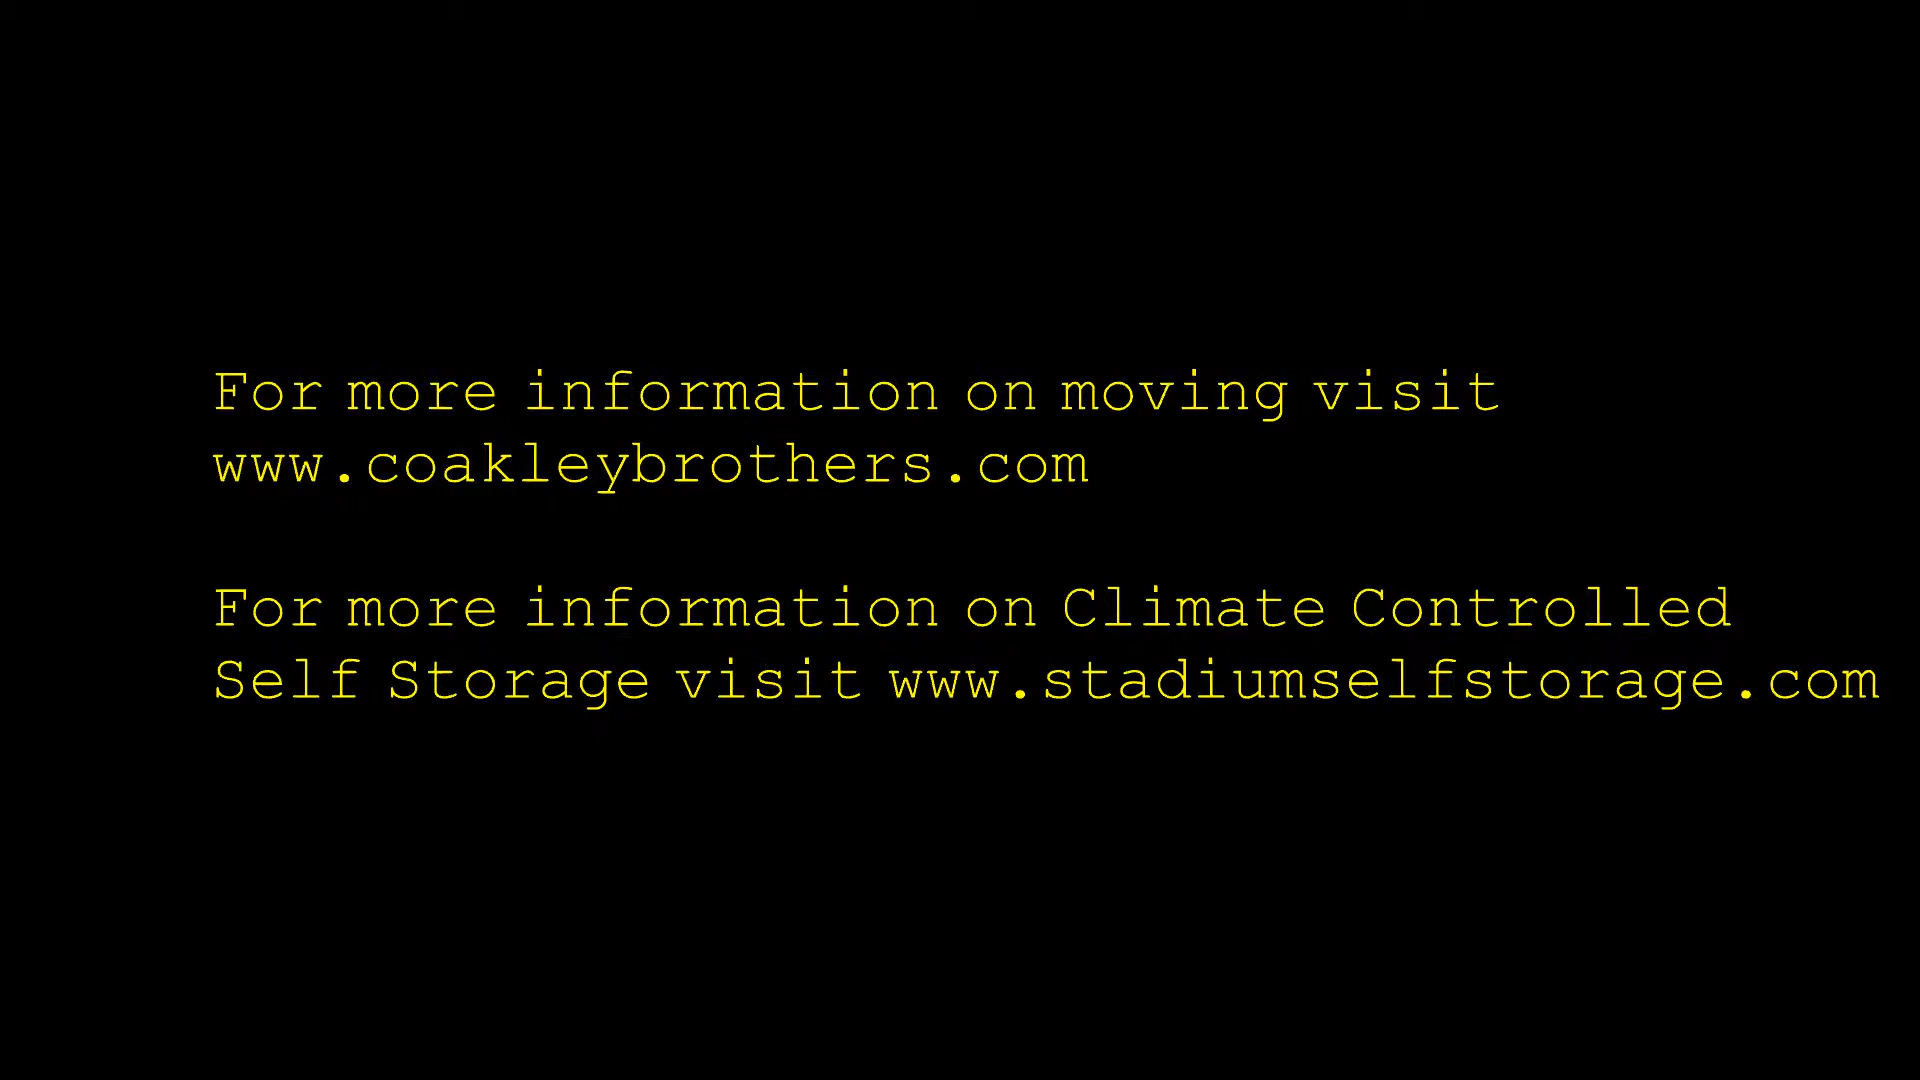 For more information on moving visit
www.coakleybrothers.com
For more information on Climate Controlled
Self Storage visit www.stadiumselfstorage.com